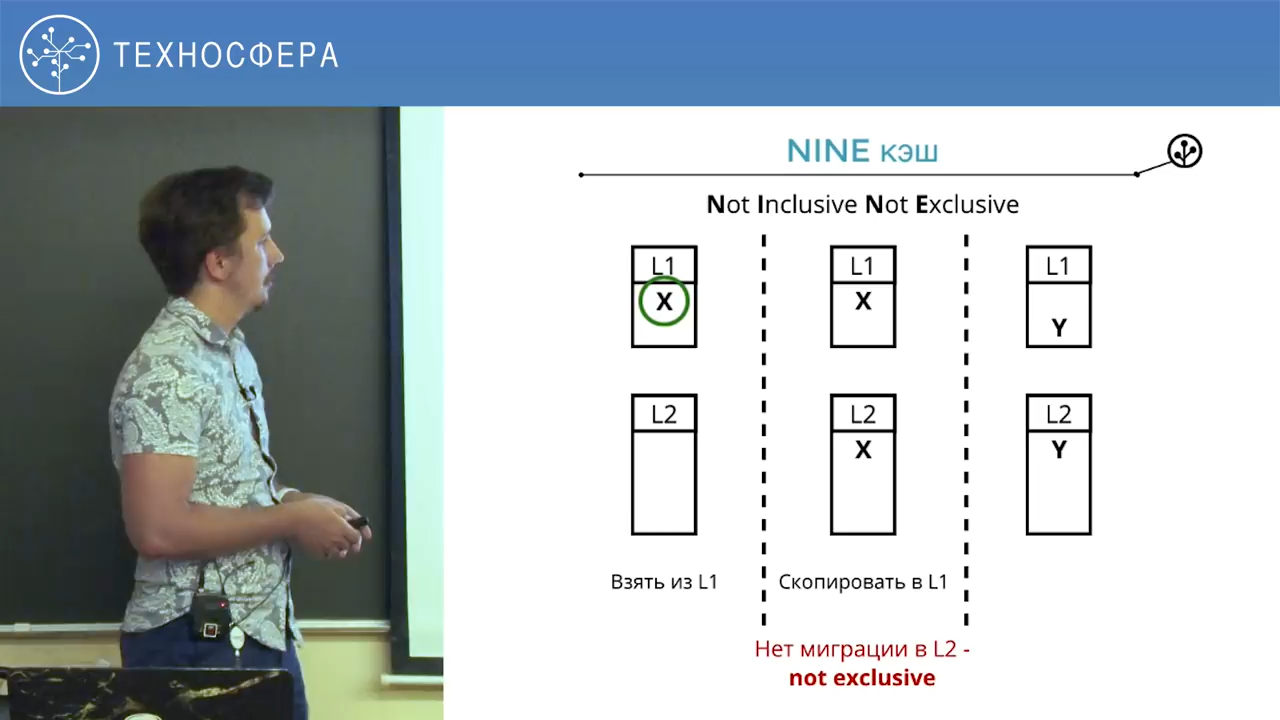 ТЕХНОСФЕРА
NINE кэш
Not Inclusive Not Exclusive
L1
X
L2
Взять из L1
L1
X
L2
X
Скопировать в L1
L1
Y
L2
Y
Нет миграции в L2 -
not exclusive